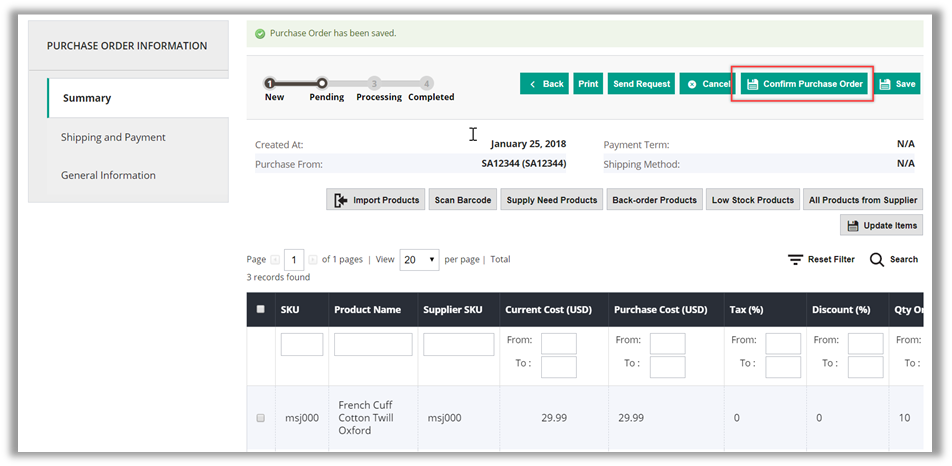 PURCHASE ORDER INFORMATION
Summary
Shipping and Payment
General Information
Purchase Order has been saved.
1 2 3 4
New Pending Processing Completed
Back Print Send Request Cancel Confirm Purchase Order Save
Created At: January 25, 2018 Payment Term: N/A
Purchase From: SA12344 (SA12344) Shipping Method: N/A
Import Products Scan Barcode Supply Need Products Back-order Products Low Stock Products All Products from Supplier
Update Items
Page 1 of 1 pages | View 20 per page | Total Reset Filter Search
3 records found
SKU Product Name Supplier SKU Current Cost (USD) Purchase Cost (USD) Tax (%) Discount (%) Qty Or
From: From: From: From:
To : To : To : To :
French Cuff
msj000 Cotton Twill msj000 29.99 29.99 0 0 10
Oxford